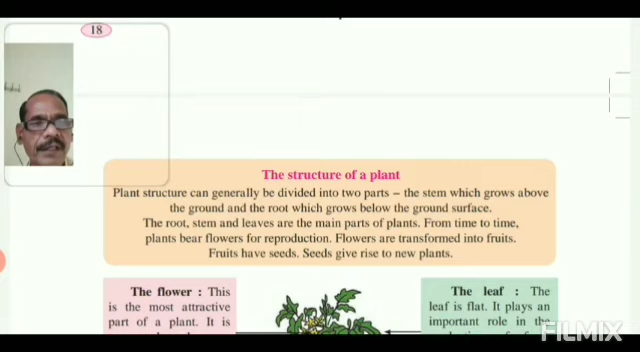 18
The structure of a plant
Plant structure can generally be divided into two parts – the stem which grows above
the ground and the root which grows below the ground surface.
The root, stem and leaves are the main parts of plants. From time to time,
plants bear flowers for reproduction. Flowers are transformed into fruits.
Fruits have seeds. Seeds give rise to new plants.
The flower : This
is the most attractive
part of a plant. It is
The leaf : The
leaf is flat. It plays an
important role in the
FILMIX